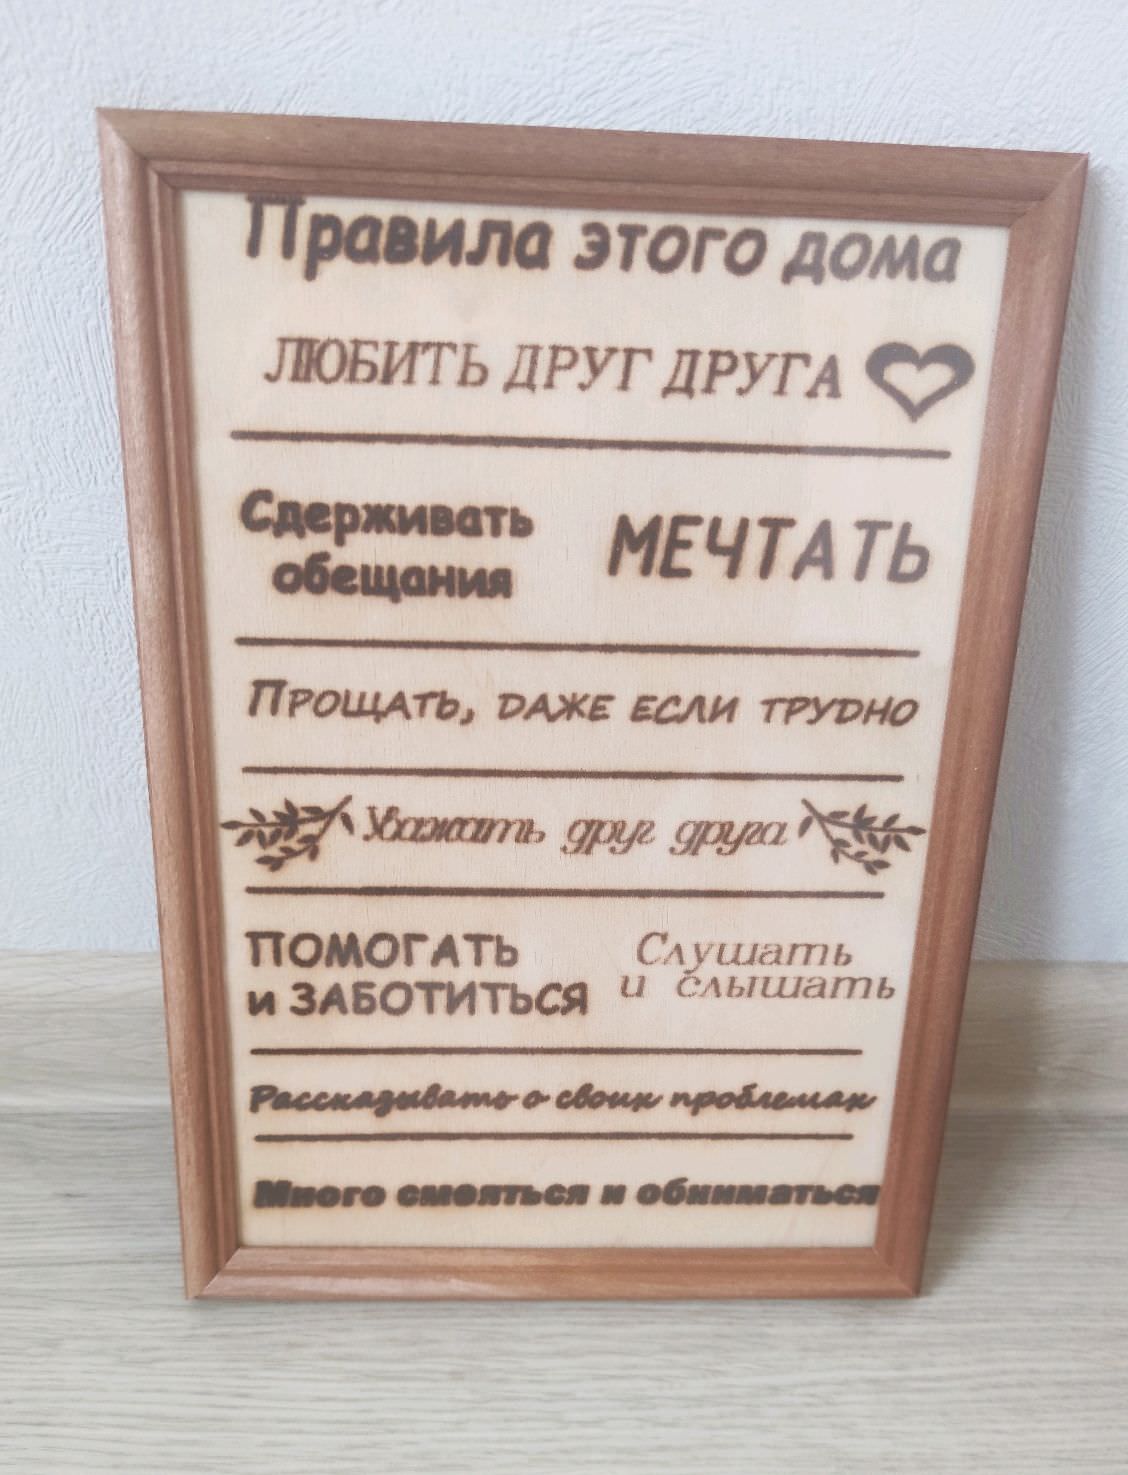 Правила этого дома
ЛЮБИТЬ ДРУГ ДРУГА
Сдерживать
обещания
МЕЧТАТЬ
ПРОЩАТЬ, ДАЖЕ ЕСЛИ ТРУДНО
Уважать друг друга
ПОМОГАТЬ
и ЗАБОТИТЬСЯ
Слушать
и слышать
Рассказывать о своих проблемах
Много смеяться и обниматься